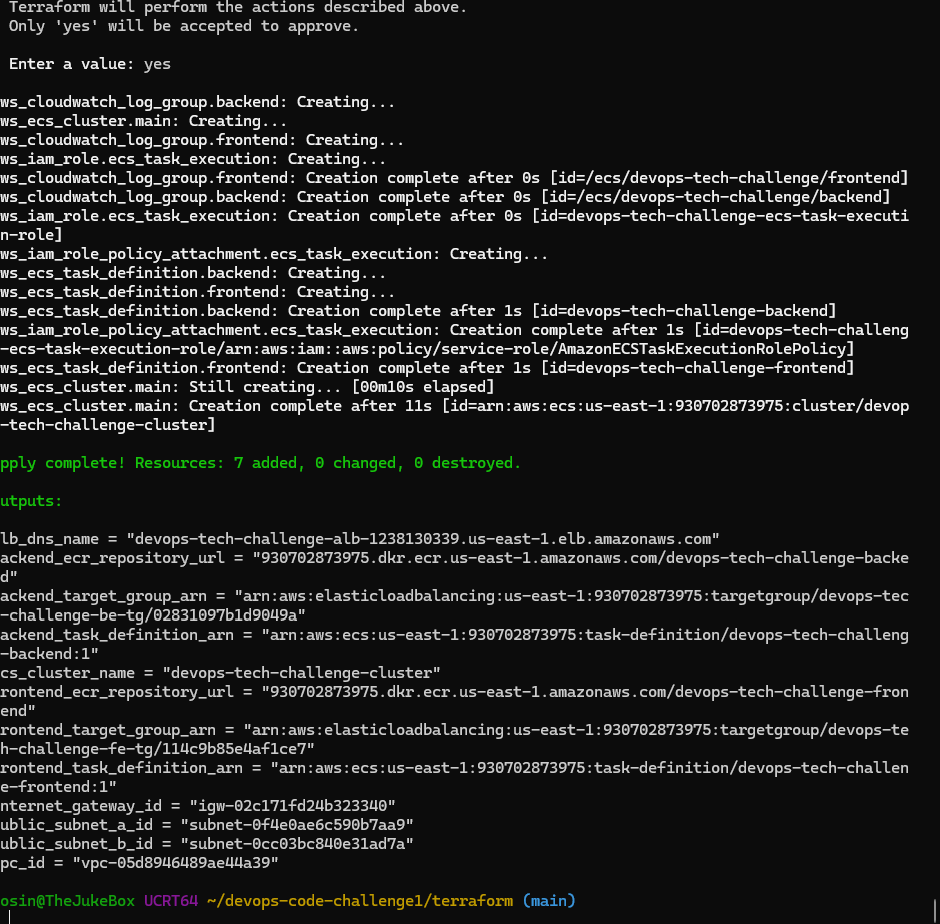 Terraform will perform the actions described above.
Only 'yes' will be accepted to approve.
Enter a value: yes
ws_cloudwatch_log_group.backend: Creating...
ws_ecs_cluster.main: Creating...
ws_cloudwatch_log_group.frontend: Creating...
ws_iam_role.ecs_task_execution: Creating...
ws_cloudwatch_log_group.frontend: Creation complete after 0s [id=/ecs/devops-tech-challenge/frontend]
ws_cloudwatch_log_group.backend: Creation complete after 0s [id=/ecs/devops-tech-challenge/backend]
ws_iam_role.ecs_task_execution: Creation complete after 0s [id=devops-tech-challenge-ecs-task-executi
n-role]
ws_iam_role_policy_attachment.ecs_task_execution: Creating...
ws_ecs_task_definition.backend: Creating...
ws_ecs_task_definition.frontend: Creating...
ws_ecs_task_definition.backend: Creation complete after 1s [id=devops-tech-challenge-backend]
ws_iam_role_policy_attachment.ecs_task_execution: Creation complete after 1s [id=devops-tech-challeng
-ecs-task-execution-role/arn:aws:iam::aws:policy/service-role/AmazonECSTaskExecutionRolePolicy]
ws_ecs_task_definition.frontend: Creation complete after 1s [id=devops-tech-challenge-frontend]
ws_ecs_cluster.main: Still creating... [00m10s elapsed]
ws_ecs_cluster.main: Creation complete after 11s [id=arn:aws:ecs:us-east-1:930702873975:cluster/devop
-tech-challenge-cluster]
pply complete! Resources: 7 added, 0 changed, 0 destroyed.
utputs:
lb_dns_name = "devops-tech-challenge-alb-1238130339.us-east-1.elb.amazonaws.com"
ackend_ecr_repository_url = "930702873975.dkr.ecr.us-east-1.amazonaws.com/devops-tech-challenge-backe
d"
ackend_target_group_arn = "arn:aws:elasticloadbalancing:us-east-1:930702873975:targetgroup/devops-tec
-challenge-be-tg/02831097b1d9049a"
ackend_task_definition_arn = "arn:aws:ecs:us-east-1:930702873975:task-definition/devops-tech-challeng
-backend:1"
cs_cluster_name = "devops-tech-challenge-cluster"
rontend_ecr_repository_url = "930702873975.dkr.ecr.us-east-1.amazonaws.com/devops-tech-challenge-fron
end"
rontend_target_group_arn = "arn:aws:elasticloadbalancing:us-east-1:930702873975:targetgroup/devops-te
h-challenge-fe-tg/114c9b85e4af1ce7"
rontend_task_definition_arn = "arn:aws:ecs:us-east-1:930702873975:task-definition/devops-tech-challen
e-frontend:1"
nternet_gateway_id = "igw-02c171fd24b323340"
ublic_subnet_a_id = "subnet-0f4e0ae6c590b7aa9"
ublic_subnet_b_id = "subnet-0cc03bc840e31ad7a"
pc_id = "vpc-05d8946489ae44a39"
osin@TheJukeBox UCRT64 ~/devops-code-challenge1/terraform (main)